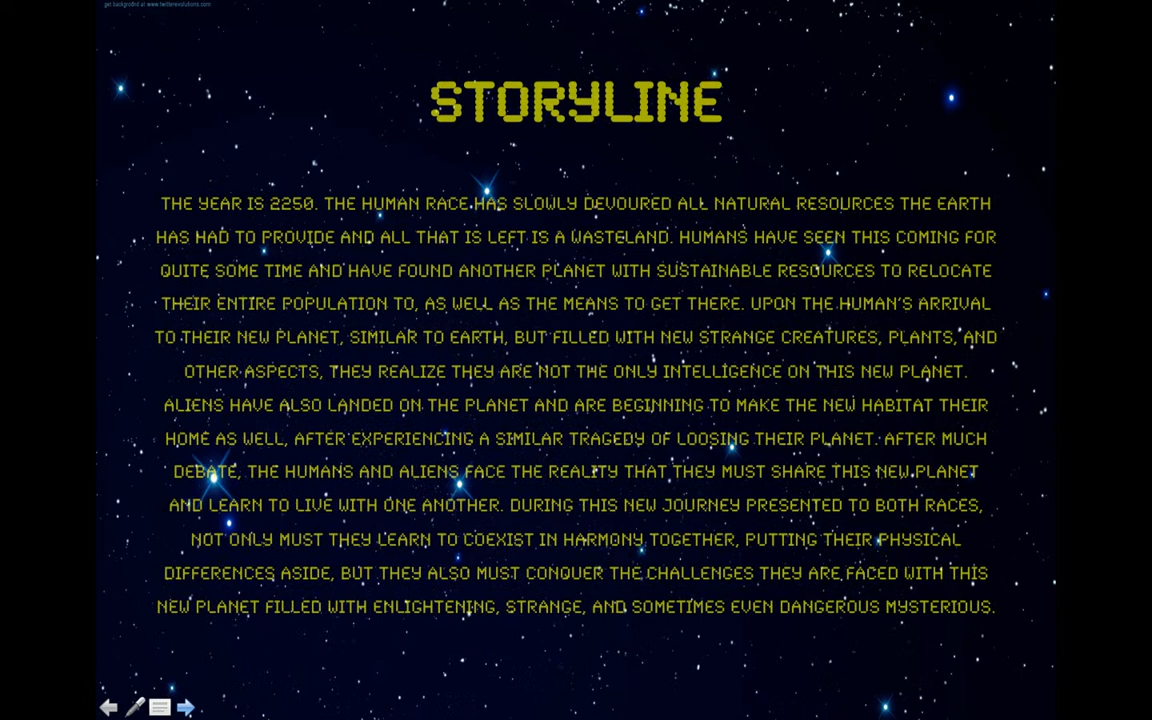 get background at www.twitterevolutions.com
STORYLINE
THE YEAR IS 2250. THE HUMAN RACE HAS SLOWLY DEVOURED ALL NATURAL RESOURCES THE EARTH
HAS HAD TO PROVIDE AND ALL THAT IS LEFT IS A WASTELAND. HUMANS HAVE SEEN THIS COMING FOR
QUITE SOME TIME AND HAVE FOUND ANOTHER PLANET WITH SUSTAINABLE RESOURCES TO RELOCATE
THEIR ENTIRE POPULATION TO, AS WELL AS THE MEANS TO GET THERE. UPON THE HUMAN'S ARRIVAL
TO THEIR NEW PLANET, SIMILAR TO EARTH, BUT FILLED WITH NEW STRANGE CREATURES, PLANTS, AND
OTHER ASPECTS, THEY REALIZE THEY ARE NOT THE ONLY INTELLIGENCE ON THIS NEW PLANET.
ALIENS HAVE ALSO LANDED ON THE PLANET AND ARE BEGINNING TO MAKE THE NEW HABITAT THEIR
HOME AS WELL, AFTER EXPERIENCING A SIMILAR TRAGEDY OF LOOSING THEIR PLANET. AFTER MUCH
DEBATE, THE HUMANS AND ALIENS FACE THE REALITY THAT THEY MUST SHARE THIS NEW PLANET
AND LEARN TO LIVE WITH ONE ANOTHER. DURING THIS NEW JOURNEY PRESENTED TO BOTH RACES,
NOT ONLY MUST THEY LEARN TO COEXIST IN HARMONY TOGETHER, PUTTING THEIR PHYSICAL
DIFFERENCES ASIDE, BUT THEY ALSO MUST CONQUER THE CHALLENGES THEY ARE FACED WITH THIS
NEW PLANET FILLED WITH ENLIGHTENING, STRANGE, AND SOMETIMES EVEN DANGEROUS MYSTERIOUS.